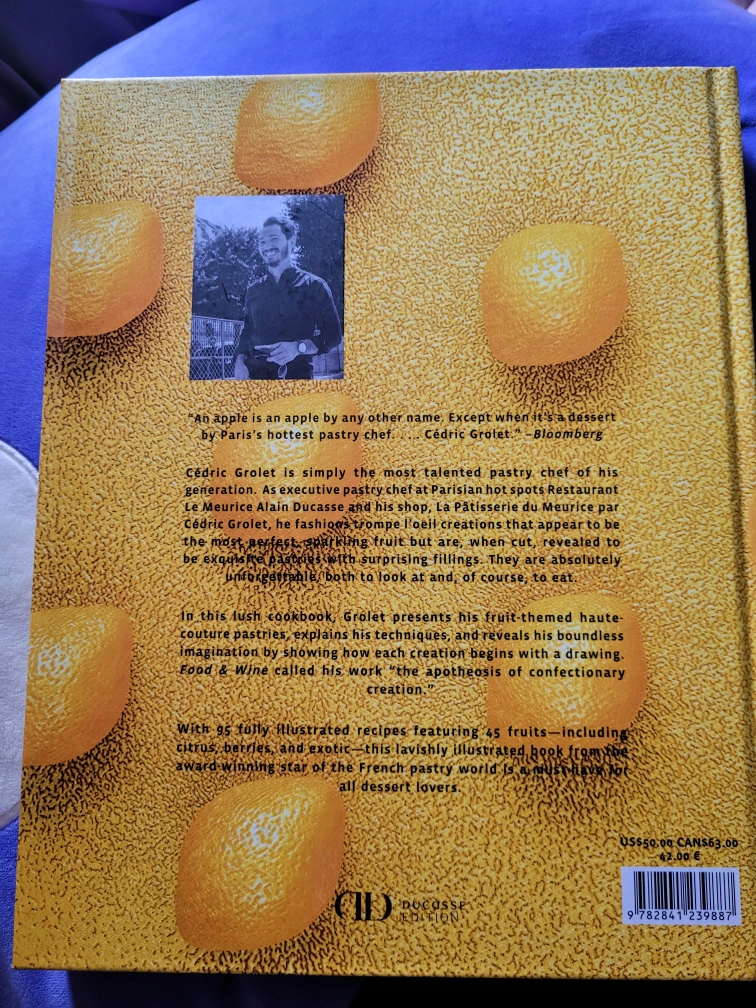 "An apple is an apple by any other name. Except when it's a dessert
by Paris's hottest pastry chef. . . . Cédric Grolet." –Bloomberg
Cédric Grolet is simply the most talented pastry chef of his
generation. As executive pastry chef at Parisian hot spots Restaurant
Le Meurice Alain Ducasse and his shop, La Pâtisserie du Meurice par
Cédric Grolet, he fashions trompe l'oeil creations that appear to be
the most perfect, sparkling fruit but are, when cut, revealed to
be exquisite pastries with surprising fillings. They are absolutely
unforgettable, both to look at and, of course, to eat.
In this lush cookbook, Grolet presents his fruit-themed haute-
couture pastries, explains his techniques, and reveals his boundless
imagination by showing how each creation begins with a drawing.
Food & Wine called his work "the apotheosis of confectionary
creation."
With 95 fully illustrated recipes featuring 45 fruits—including
citrus, berries, and exotic—this lavishly illustrated book from the
award-winning star of the French pastry world is a must-have for
all dessert lovers.
US$50.00 CAN$63.00
42.00 €
9 782841 239887
DUCASSE
EDITION